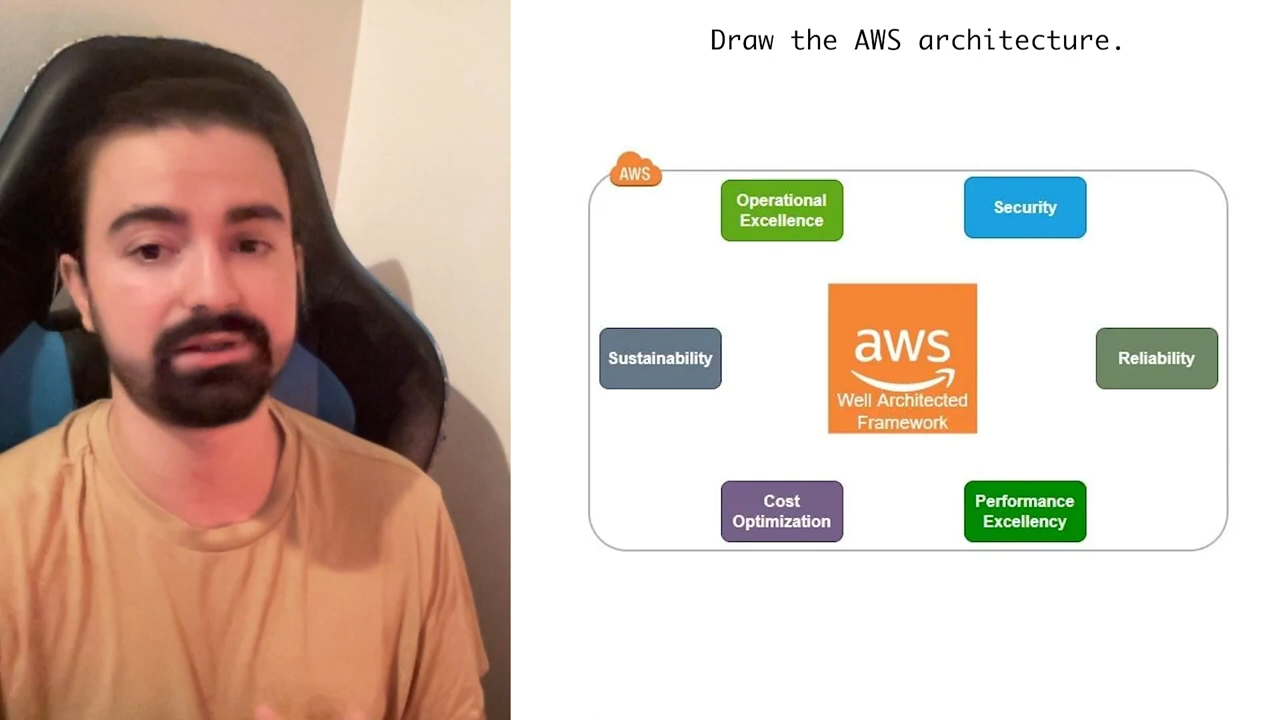 Draw the AWS architecture.
AWS
Operational
Excellence
Security
Sustainability
aws
Well Architected
Framework
Reliability
Cost
Optimization
Performance
Excellency